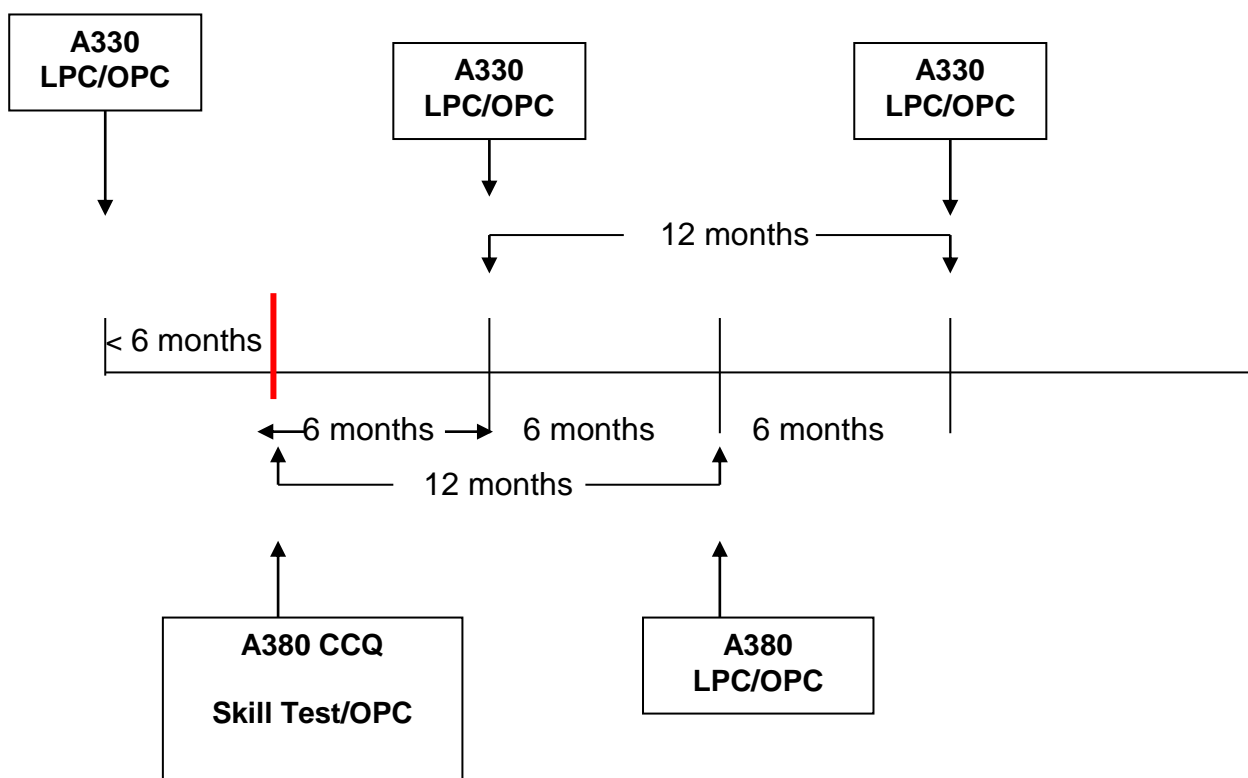 A330
LPC/OPC
A330
LPC/OPC
A330
LPC/OPC
12 months
< 6 months
6 months
6 months
6 months
12 months
A380 CCQ
Skill Test/OPC
A380
LPC/OPC